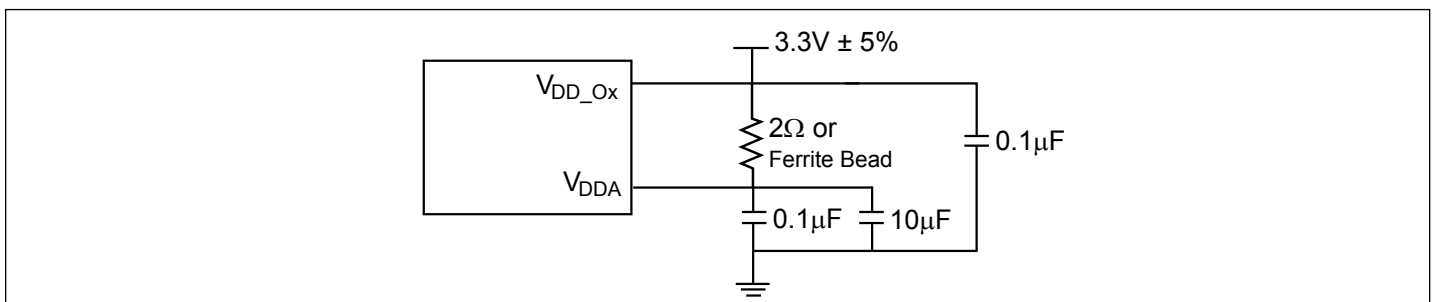 3.3V ± 5%
V_DD_Ox
2Ω or
Ferrite Bead
0.1μF
V_DDA
0.1μF
10μF